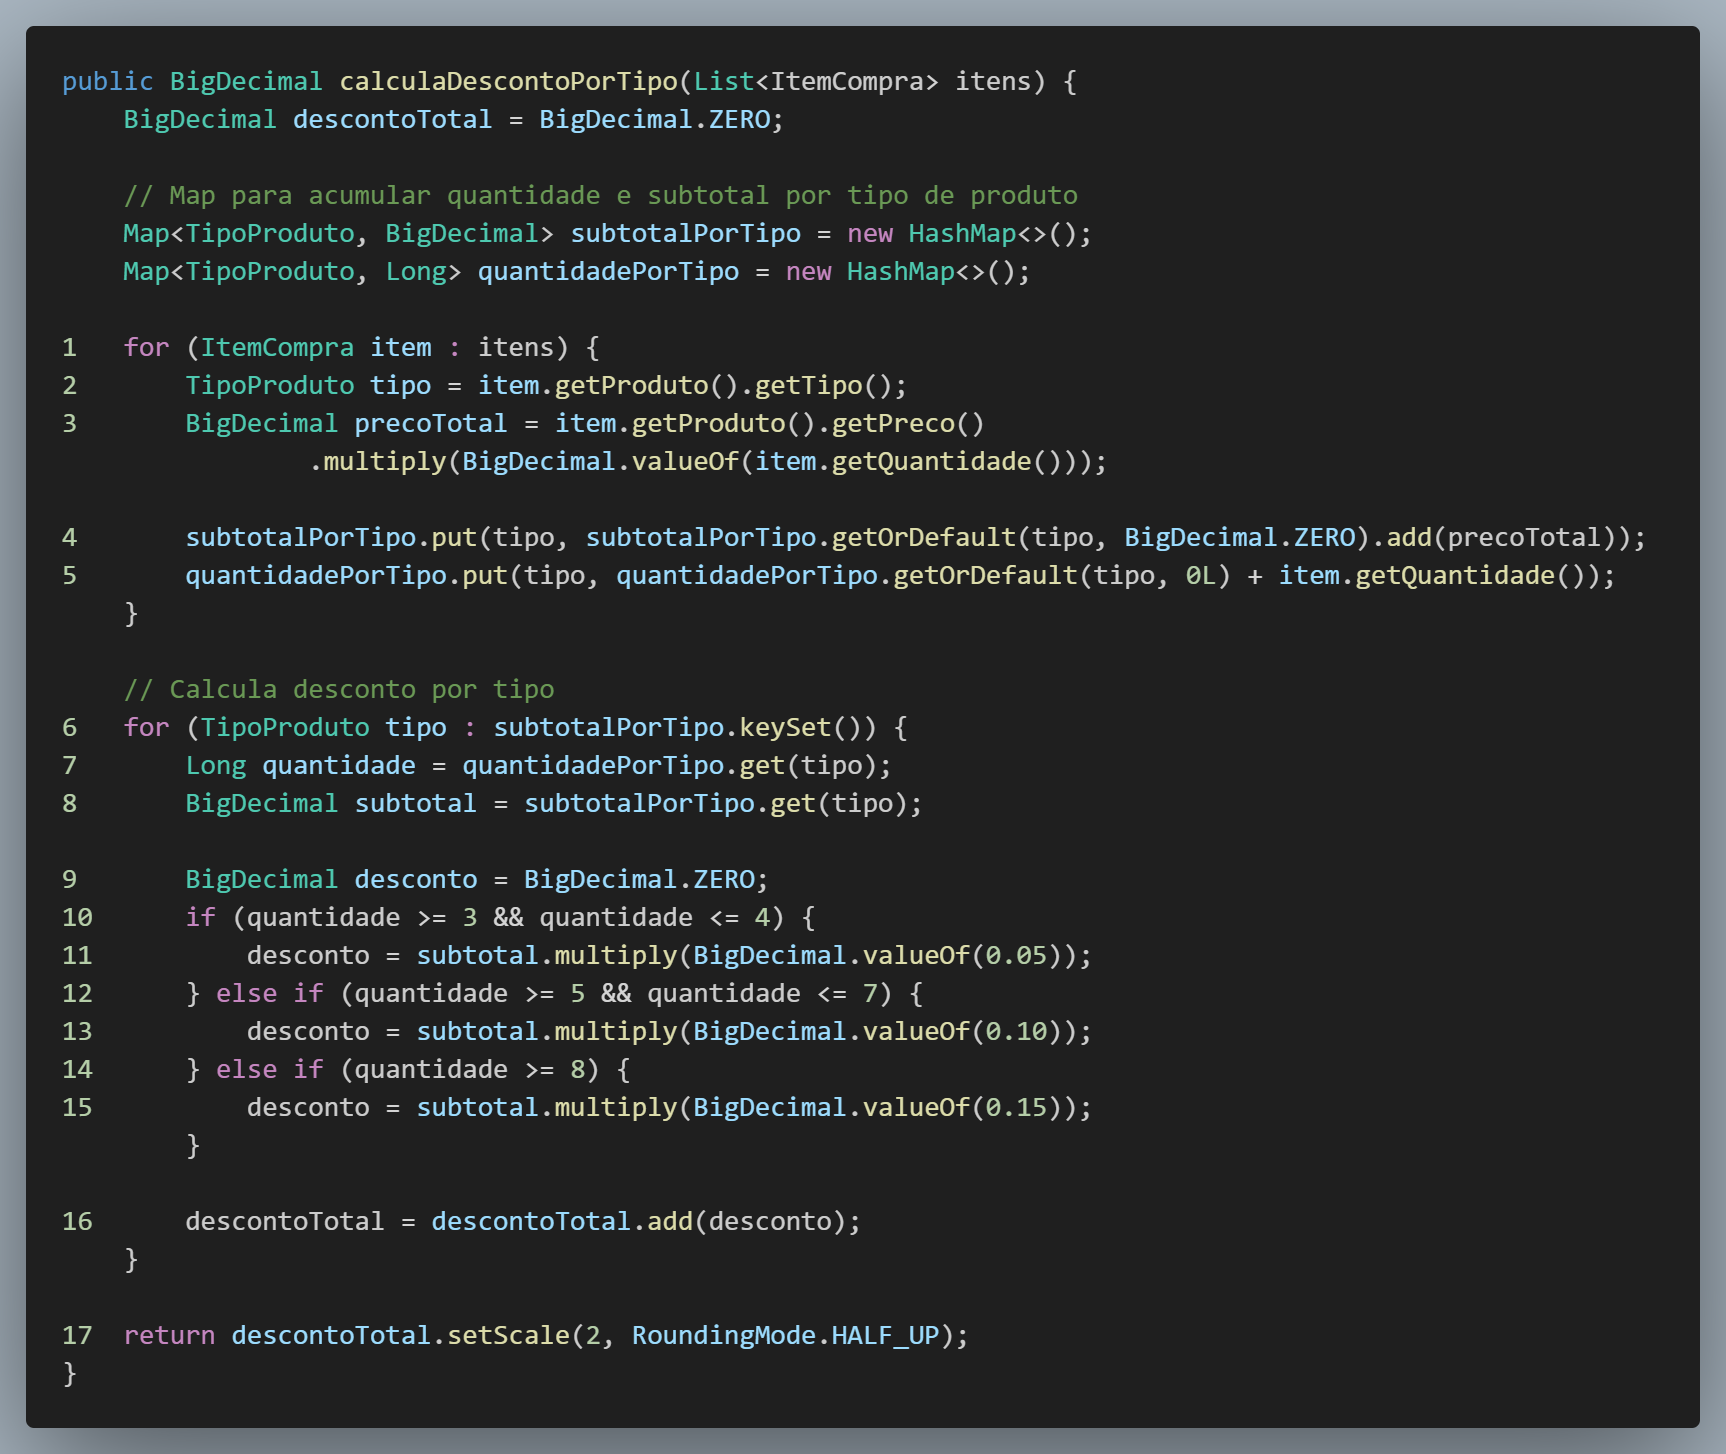 public BigDecimal calculaDescontoPorTipo(List<ItemCompra> itens) {
    BigDecimal descontoTotal = BigDecimal.ZERO;

    // Map para acumular quantidade e subtotal por tipo de produto
    Map<TipoProduto, BigDecimal> subtotalPorTipo = new HashMap<>();
    Map<TipoProduto, Long> quantidadePorTipo = new HashMap<>();

1   for (ItemCompra item : itens) {
2       TipoProduto tipo = item.getProduto().getTipo();
3       BigDecimal precoTotal = item.getProduto().getPreco()
                .multiply(BigDecimal.valueOf(item.getQuantidade()));

4       subtotalPorTipo.put(tipo, subtotalPorTipo.getOrDefault(tipo, BigDecimal.ZERO).add(precoTotal));
5       quantidadePorTipo.put(tipo, quantidadePorTipo.getOrDefault(tipo, 0L) + item.getQuantidade());
    }

    // Calcula desconto por tipo
6   for (TipoProduto tipo : subtotalPorTipo.keySet()) {
7       Long quantidade = quantidadePorTipo.get(tipo);
8       BigDecimal subtotal = subtotalPorTipo.get(tipo);

9       BigDecimal desconto = BigDecimal.ZERO;
10      if (quantidade >= 3 && quantidade <= 4) {
11          desconto = subtotal.multiply(BigDecimal.valueOf(0.05));
12      } else if (quantidade >= 5 && quantidade <= 7) {
13          desconto = subtotal.multiply(BigDecimal.valueOf(0.10));
14      } else if (quantidade >= 8) {
15          desconto = subtotal.multiply(BigDecimal.valueOf(0.15));
        }

16      descontoTotal = descontoTotal.add(desconto);
    }

17  return descontoTotal.setScale(2, RoundingMode.HALF_UP);
}